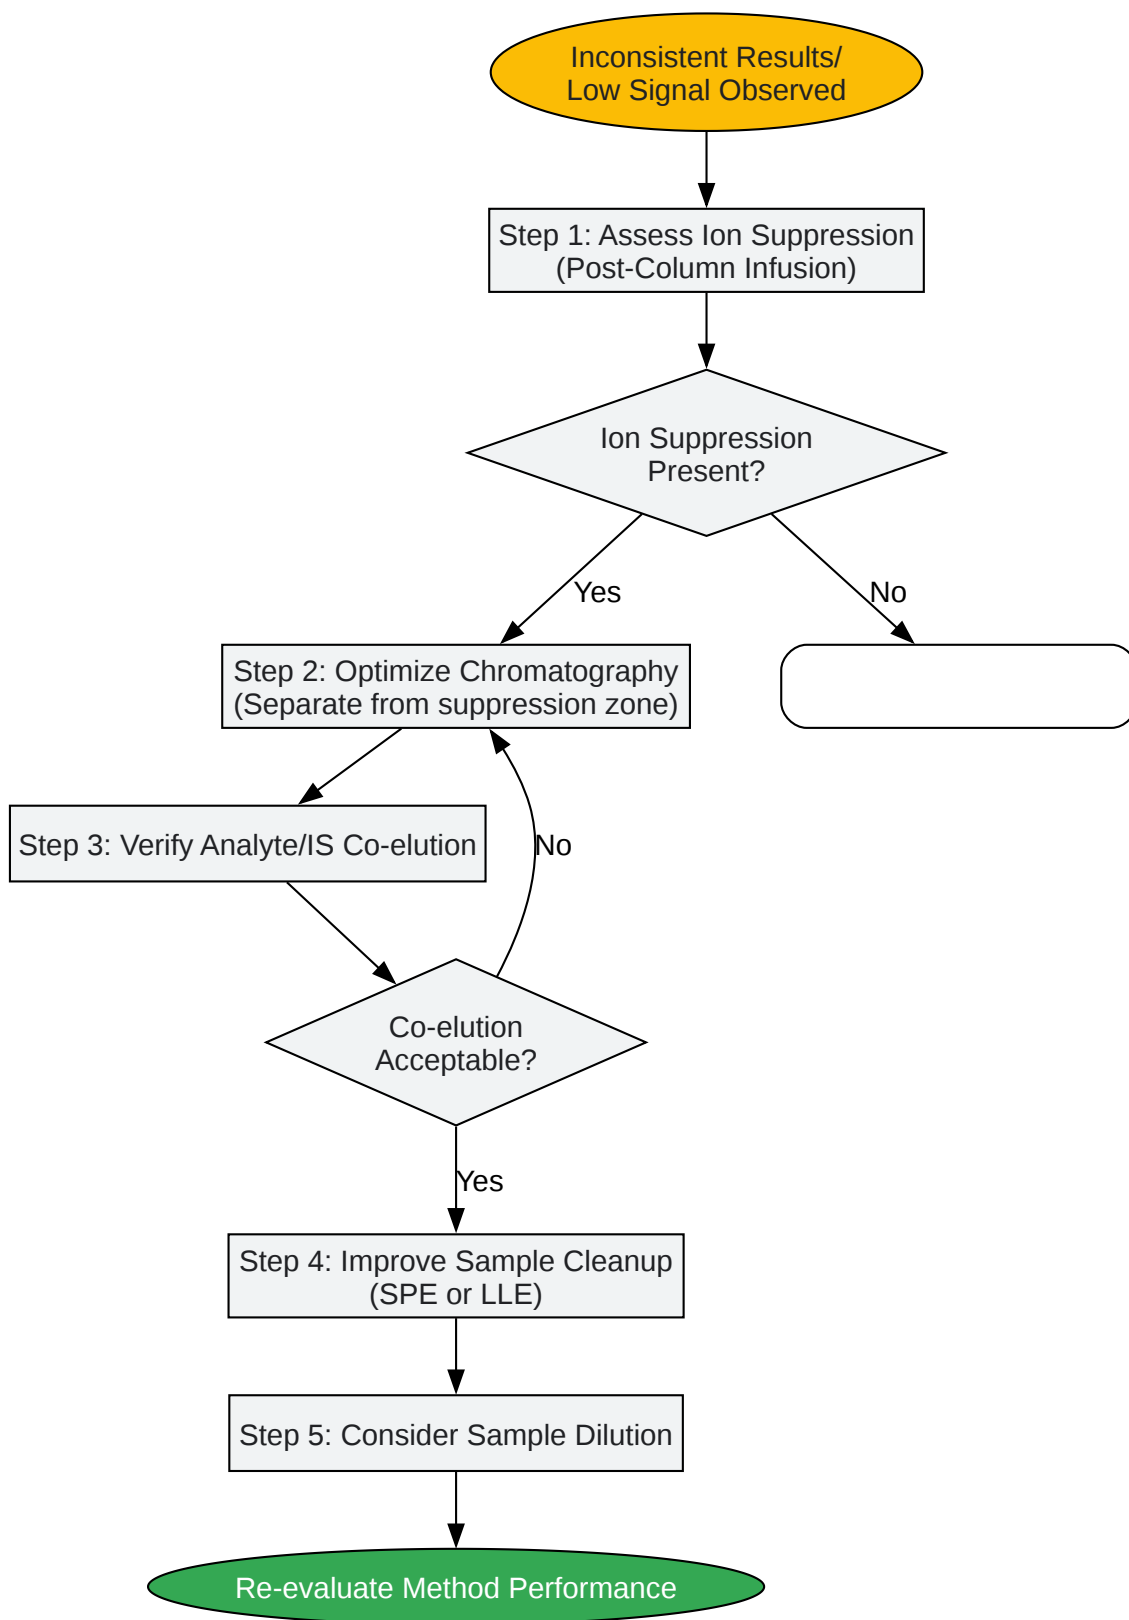 Inconsistent Results/
Low Signal Observed
Step 1: Assess Ion Suppression
(Post-Column Infusion)
Ion Suppression
Present?
Yes
No
Step 2: Optimize Chromatography
(Separate from suppression zone)
Step 3: Verify Analyte/IS Co-elution
No
Co-elution
Acceptable?
Yes
Step 4: Improve Sample Cleanup
(SPE or LLE)
Step 5: Consider Sample Dilution
Re-evaluate Method Performance